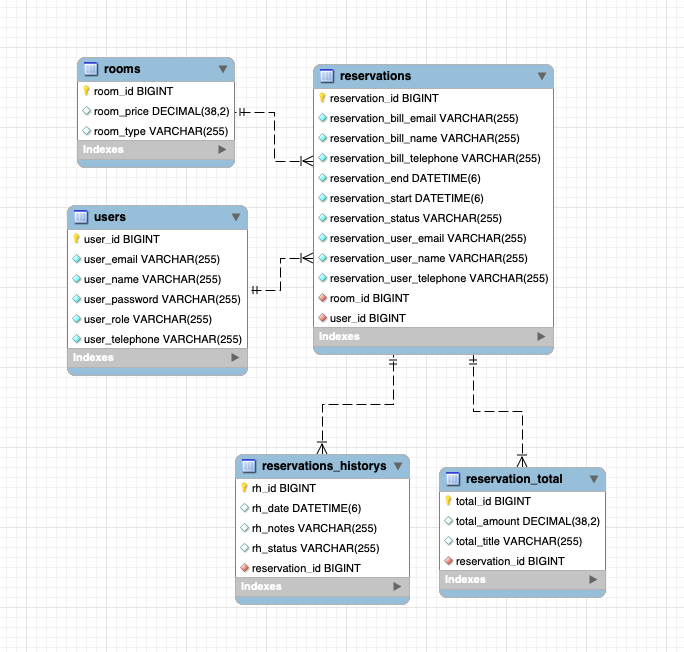 rooms
room_id BIGINT
room_price DECIMAL(38,2)
room_type VARCHAR(255)
Indexes
reservations
reservation_id BIGINT
reservation_bill_email VARCHAR(255)
reservation_bill_name VARCHAR(255)
reservation_bill_telephone VARCHAR(255)
reservation_end DATETIME(6)
reservation_start DATETIME(6)
reservation_status VARCHAR(255)
reservation_user_email VARCHAR(255)
reservation_user_name VARCHAR(255)
reservation_user_telephone VARCHAR(255)
room_id BIGINT
user_id BIGINT
Indexes
users
user_id BIGINT
user_email VARCHAR(255)
user_name VARCHAR(255)
user_password VARCHAR(255)
user_role VARCHAR(255)
user_telephone VARCHAR(255)
Indexes
reservations_historys
rh_id BIGINT
rh_date DATETIME(6)
rh_notes VARCHAR(255)
rh_status VARCHAR(255)
reservation_id BIGINT
Indexes
reservation_total
total_id BIGINT
total_amount DECIMAL(38,2)
total_title VARCHAR(255)
reservation_id BIGINT
Indexes